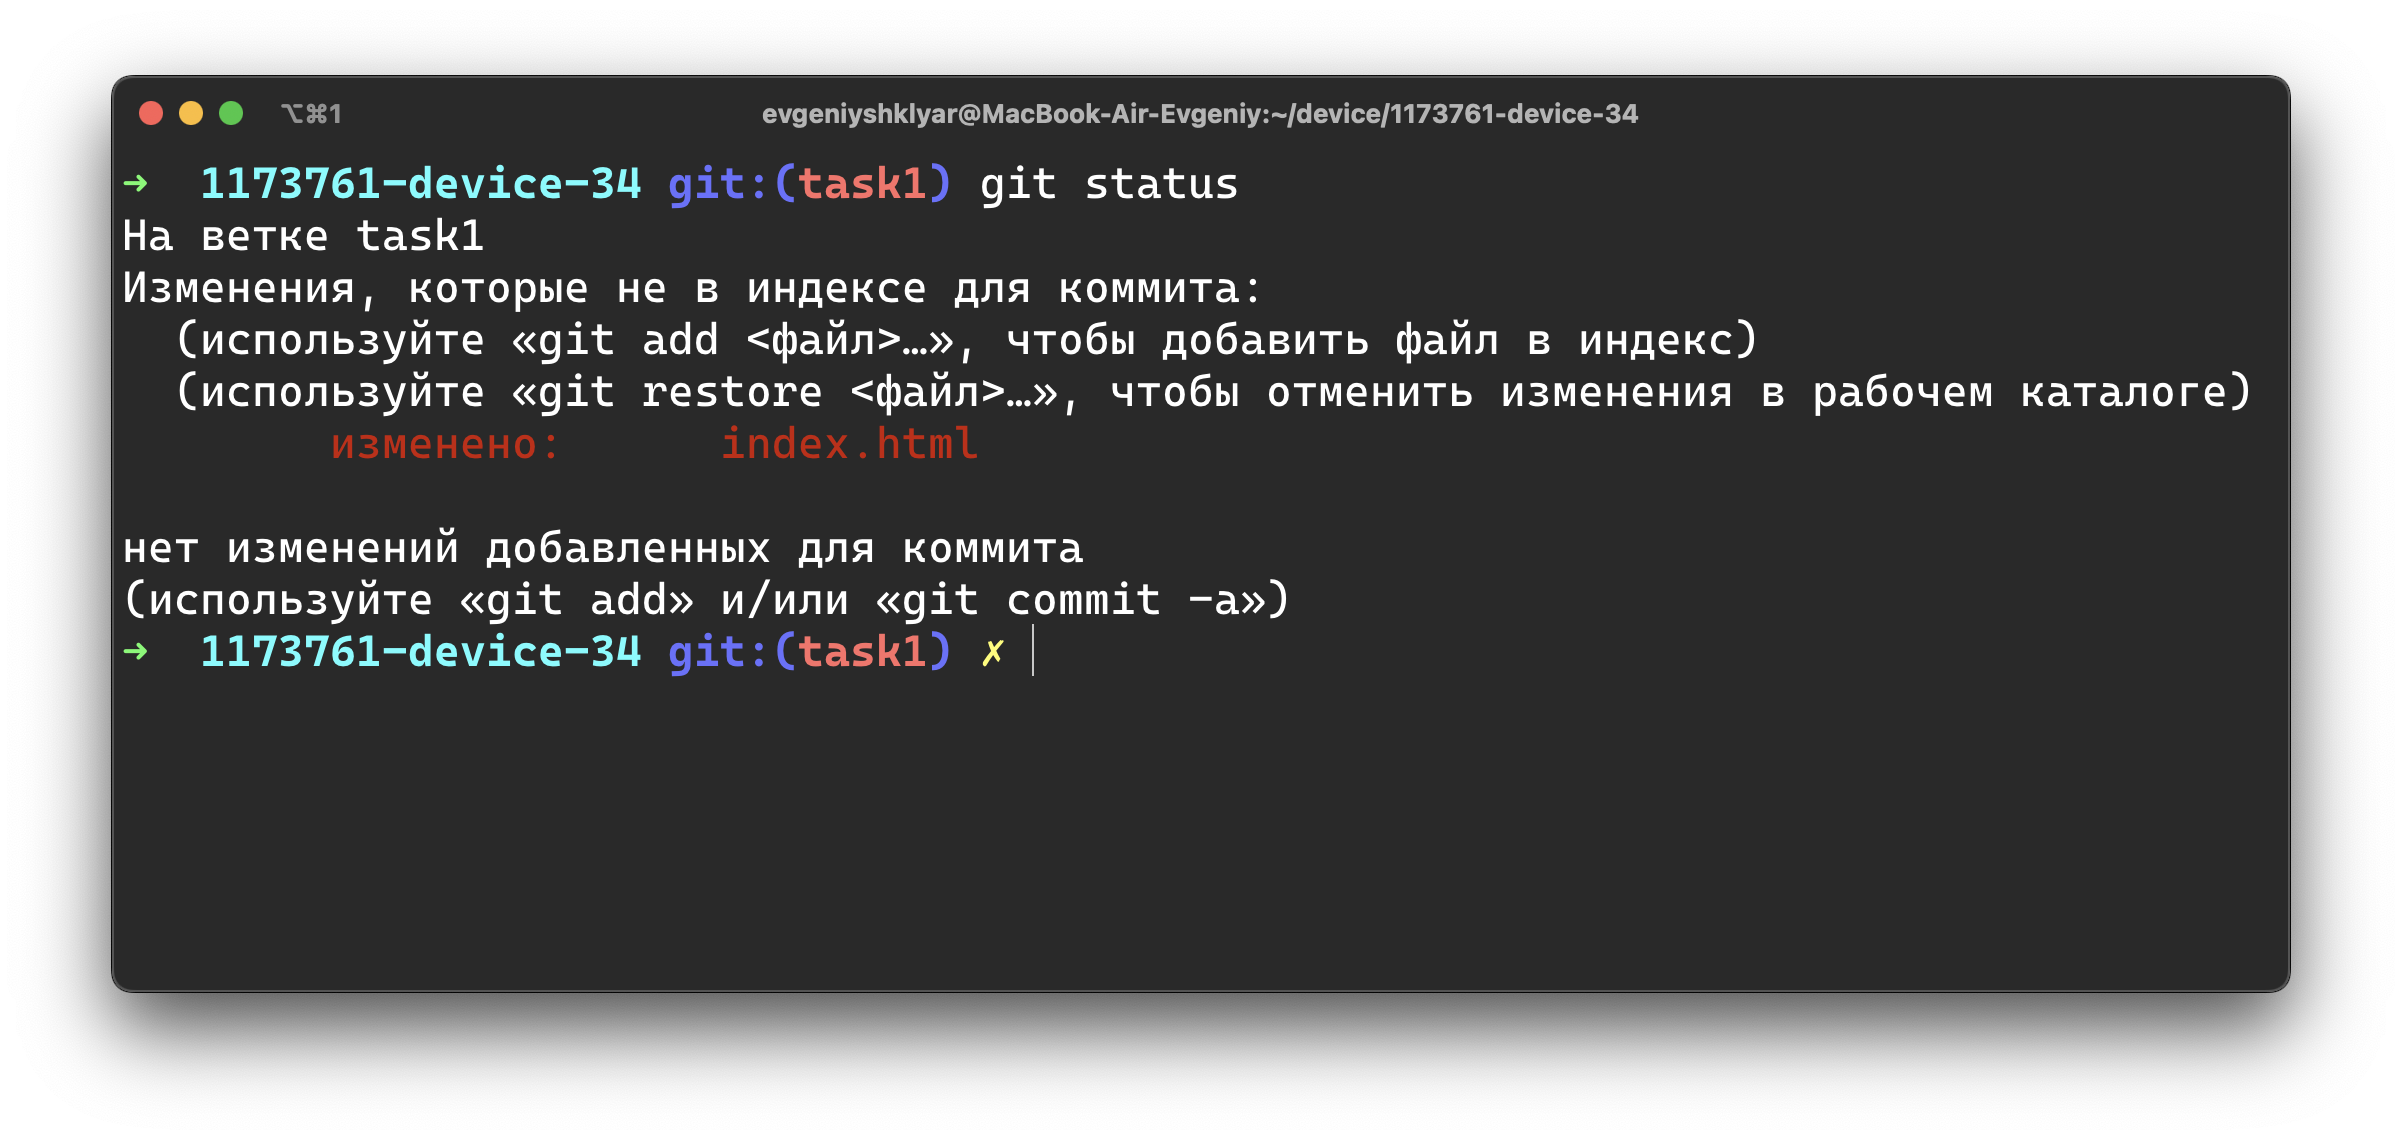 ⌥⌘1
evgeniyshklyar@MacBook-Air-Evgeniy:~/device/1173761-device-34
➜  1173761-device-34 git:(task1) git status
На ветке task1
Изменения, которые не в индексе для коммита:
  (используйте «git add <файл>…», чтобы добавить файл в индекс)
  (используйте «git restore <файл>…», чтобы отменить изменения в рабочем каталоге)
        изменено:      index.html
нет изменений добавленных для коммита
(используйте «git add» и/или «git commit -a»)
➜  1173761-device-34 git:(task1) ✗